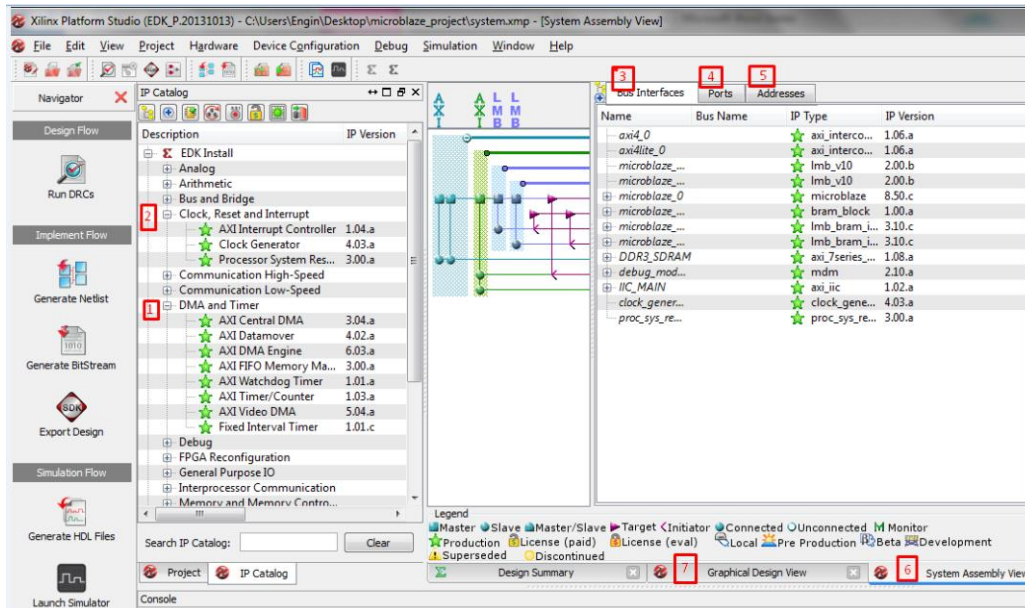 Xilinx Platform Studio (EDK_P.20131013) - C:\Users\Engin\Desktop\microblaze_project\system.xmp - [System Assembly View]
File Edit View Project Hardware Device Configuration Debug Simulation Window Help
Navigator
Design Flow
Run DRCs
Implement Flow
Generate Netlist
1010
Generate BitStream
SDK
Export Design
Simulation Flow
Generate HDL Files
Launch Simulator
IP Catalog
Description IP Version
EDK Install
Analog
Arithmetic
Bus and Bridge
2 Clock, Reset and Interrupt
AXI Interrupt Controller 1.04.a
Clock Generator 4.03.a
Processor System Res... 3.00.a
Communication High-Speed
Communication Low-Speed
1 DMA and Timer
AXI Central DMA 3.04.a
AXI Datamover 4.02.a
AXI DMA Engine 6.03.a
AXI FIFO Memory Ma... 3.00.a
AXI Watchdog Timer 1.01.a
AXI Timer/Counter 1.03.a
AXI Video DMA 5.04.a
Fixed Interval Timer 1.01.c
Debug
FPGA Reconfiguration
General Purpose IO
Interprocessor Communication
Memory and Memory Contro...
Search IP Catalog: Clear
Project IP Catalog
Console
AXI AXI LMB LMB
3 4 5
Bus Interfaces Ports Addresses
Name Bus Name IP Type IP Version
axi4_0 axi_interco... 1.06.a
axi4lite_0 axi_interco... 1.06.a
microblaze_... lmb_v10 2.00.b
microblaze_... lmb_v10 2.00.b
microblaze_0 microblaze 8.50.c
microblaze_... bram_block 1.00.a
microblaze_... lmb_bram_i... 3.10.c
microblaze_... lmb_bram_i... 3.10.c
DDR3_SDRAM axi_7series_... 1.08.a
debug_mod... mdm 2.10.a
IIC_MAIN axi_iic 1.02.a
clock_gener... clock_gene... 4.03.a
proc_sys_re... proc_sys_re... 3.00.a
Legend
Master Slave Master/Slave Target Initiator Connected Unconnected M Monitor
Production License (paid) License (eval) Local Pre Production Beta Development
Superseded Discontinued
Design Summary 7 Graphical Design View 6 System Assembly View